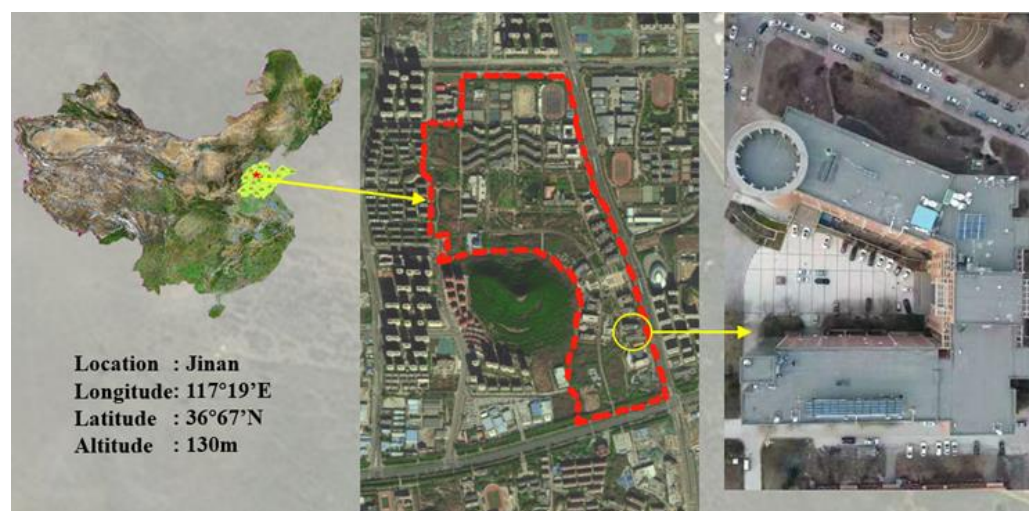 Location : Jinan
Longitude: 117°19’E
Latitude : 36°67’N
Altitude : 130m